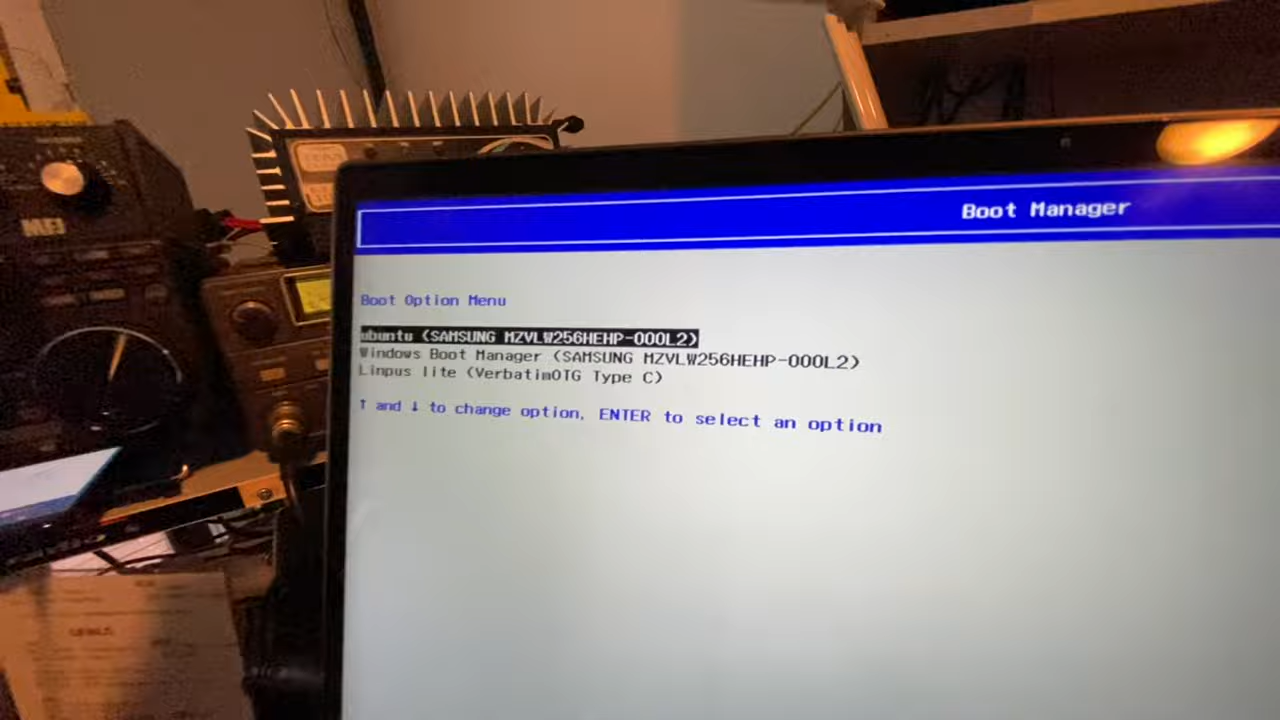 Boot Manager
Boot Option Menu
ubuntu (SAMSUNG MZVLW256HEHP-000L2)
Windows Boot Manager (SAMSUNG MZVLW256HEHP-000L2)
Linpus lite (VerbatimOTG Type C)
↑ and ↓ to change option, ENTER to select an option
MFJ